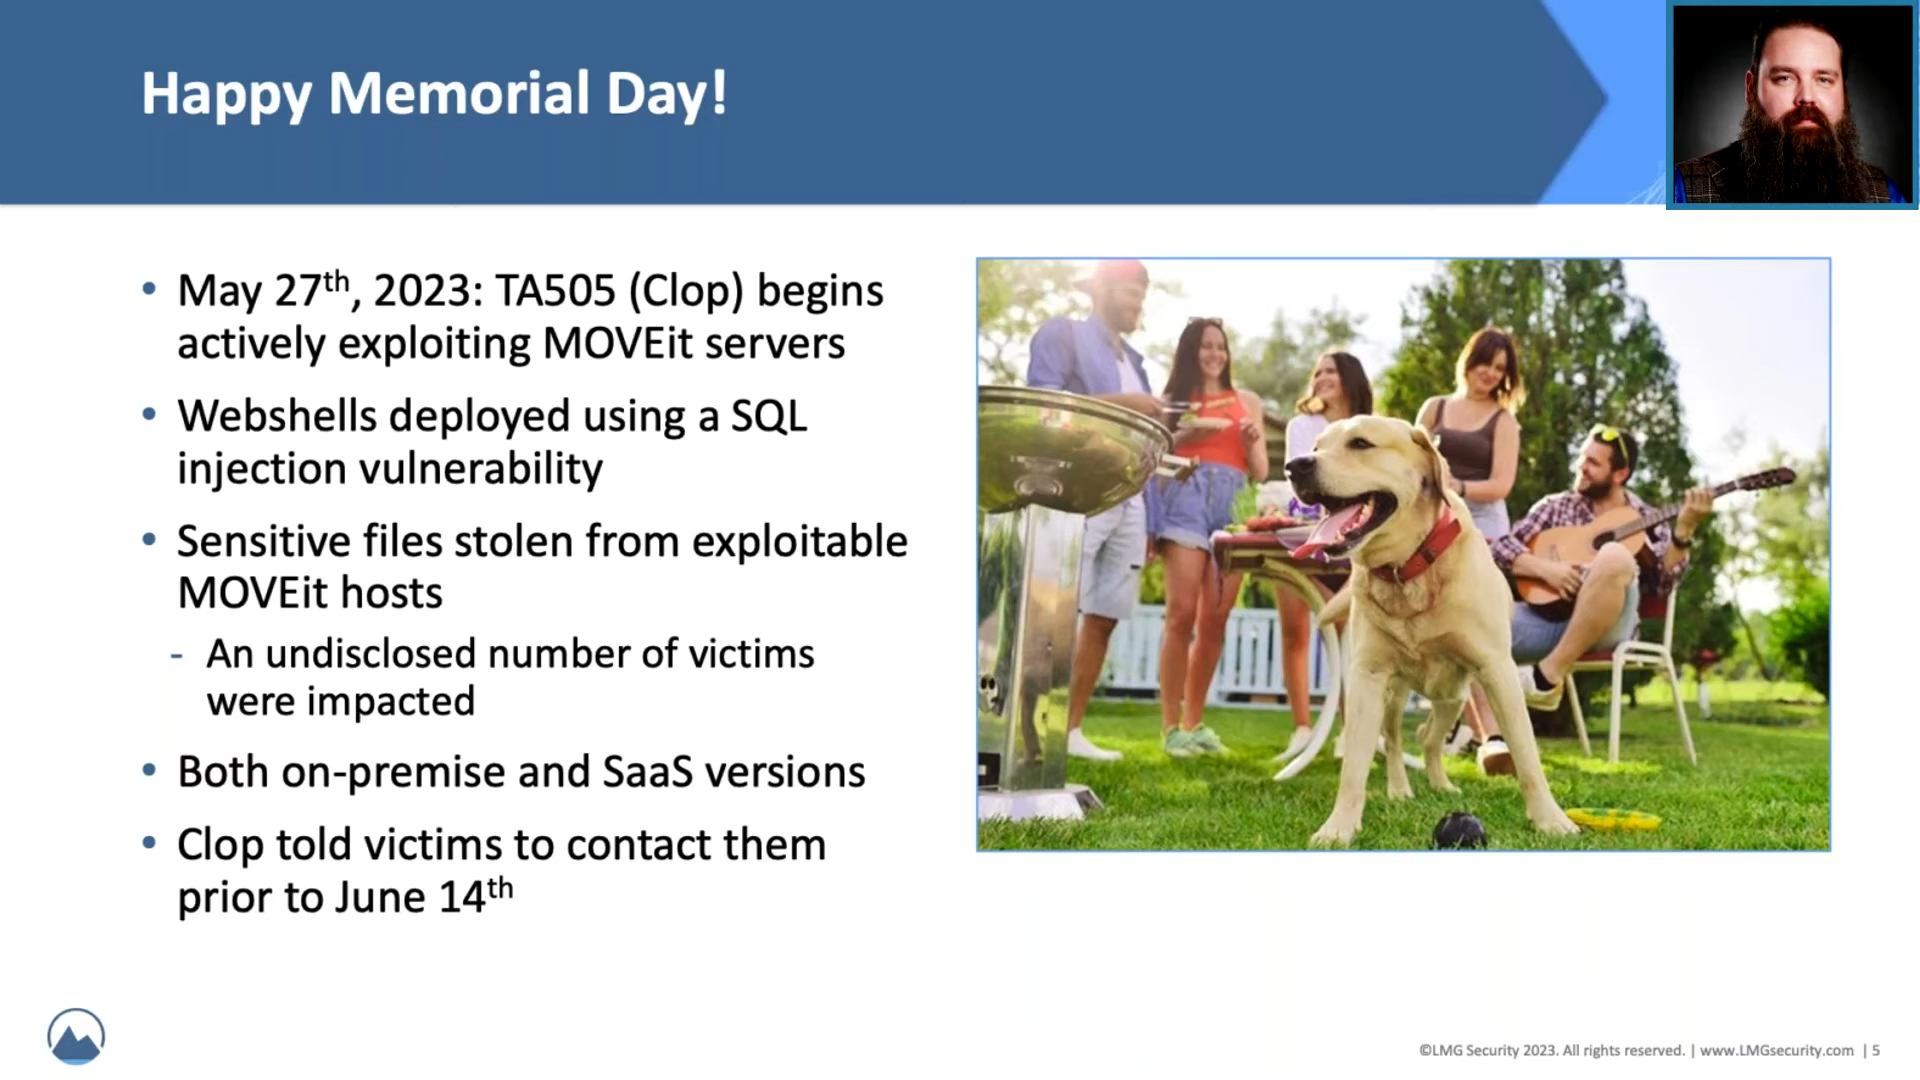 Happy Memorial Day!
• May 27th, 2023: TA505 (Clop) begins
actively exploiting MOVEit servers
• Webshells deployed using a SQL
injection vulnerability
• Sensitive files stolen from exploitable
MOVEit hosts
- An undisclosed number of victims
were impacted
• Both on-premise and SaaS versions
• Clop told victims to contact them
prior to June 14th
©LMG Security 2023. All rights reserved. | www.LMGsecurity.com | 5